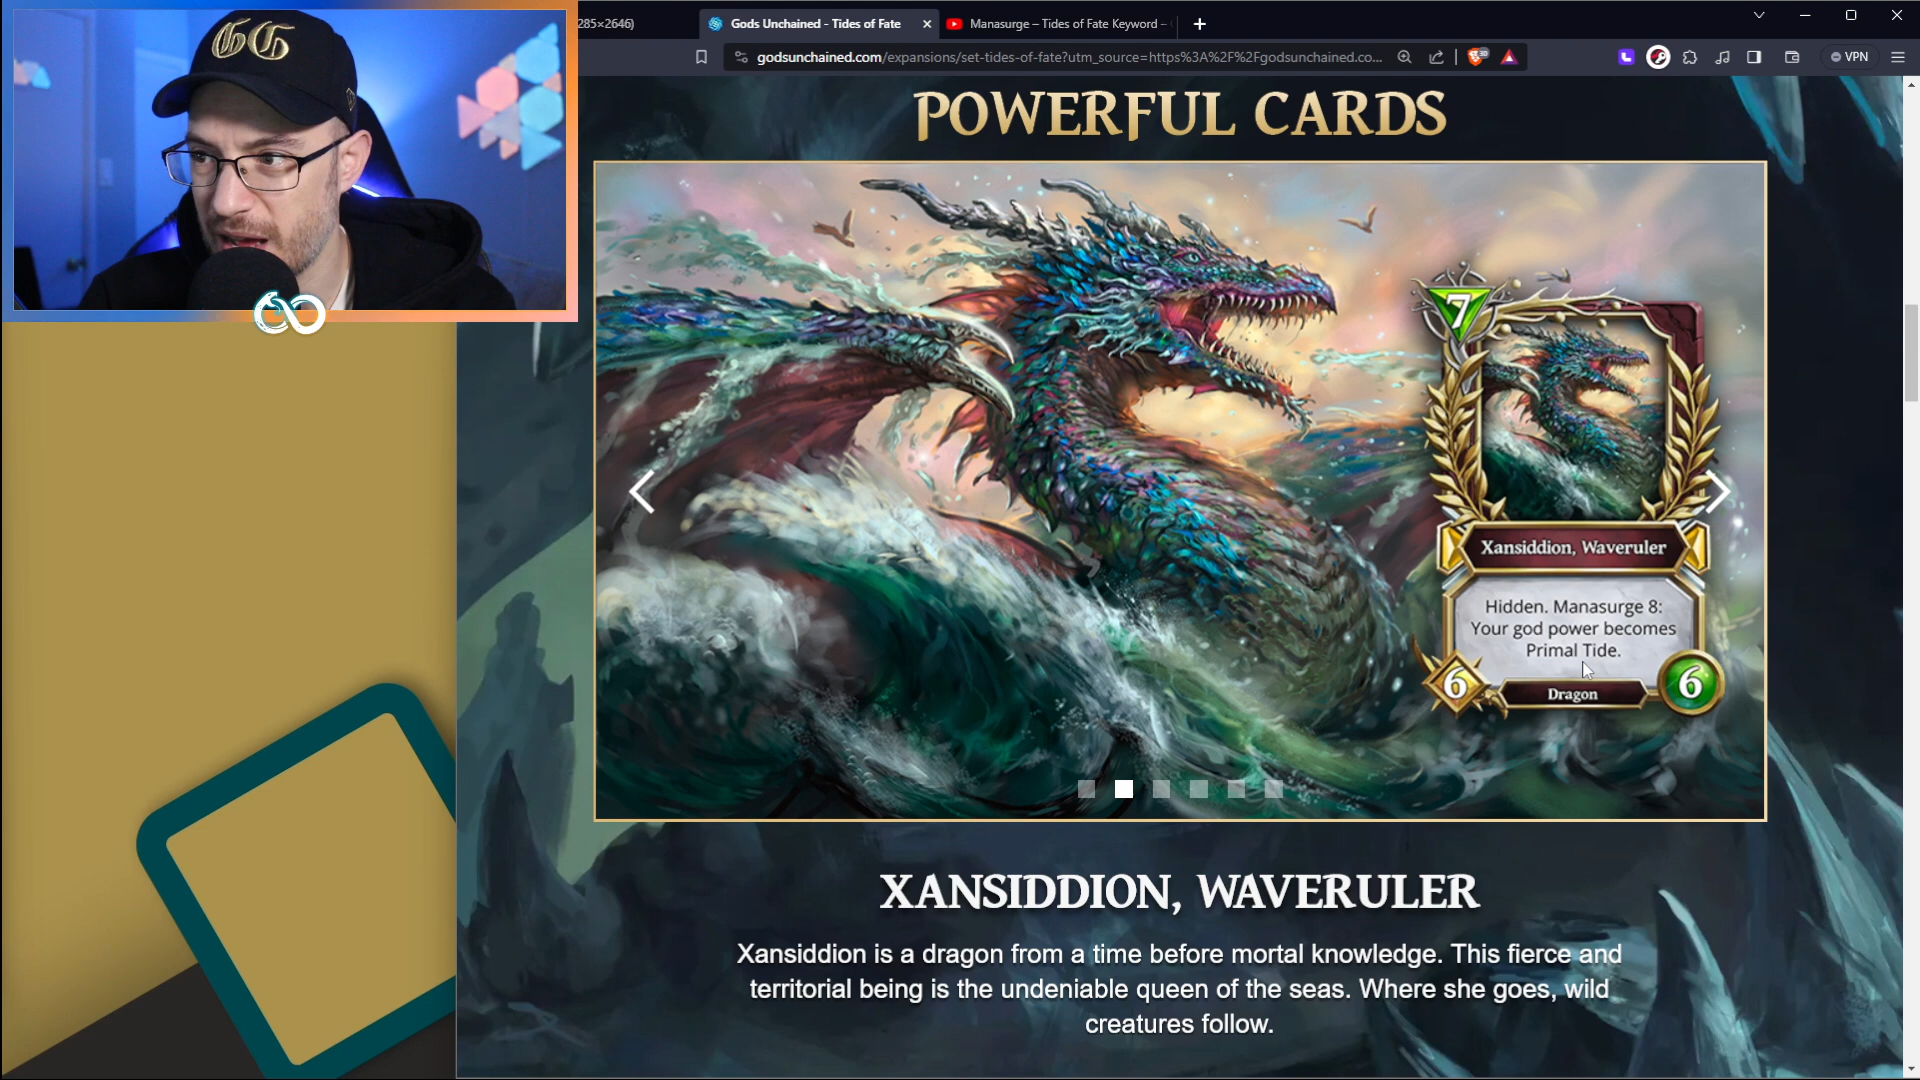 GG
285×2646)
Gods Unchained - Tides of Fate
Manasurge – Tides of Fate Keyword –
godsunchained.com/expansions/set-tides-of-fate?utm_source=https%3A%2F%2Fgodsunchained.co...
VPN
POWERFUL CARDS
7
Xansiddion, Waveruler
Hidden. Manasurge 8:
Your god power becomes
Primal Tide.
6
Dragon
6
XANSIDDION, WAVERULER
Xansiddion is a dragon from a time before mortal knowledge. This fierce and
territorial being is the undeniable queen of the seas. Where she goes, wild
creatures follow.